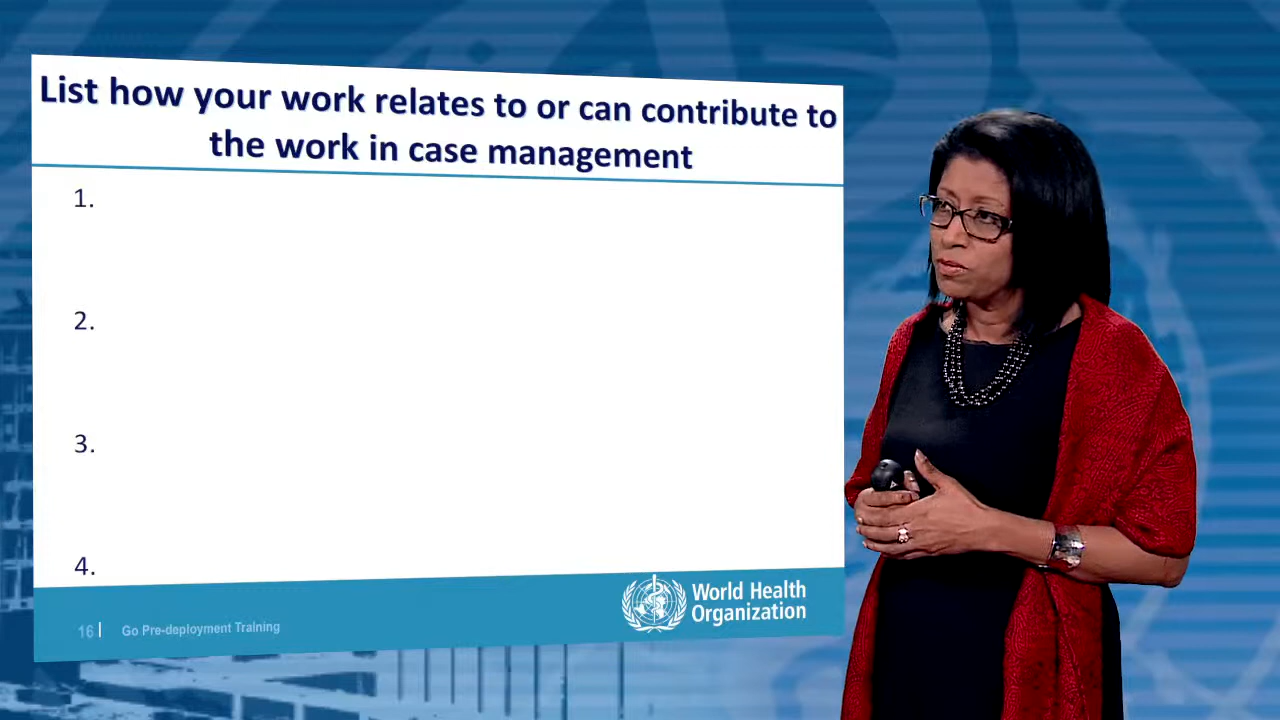 List how your work relates to or can contribute to
the work in case management
1.
2.
3.
4.
16
Go Pre-deployment Training
World Health
Organization